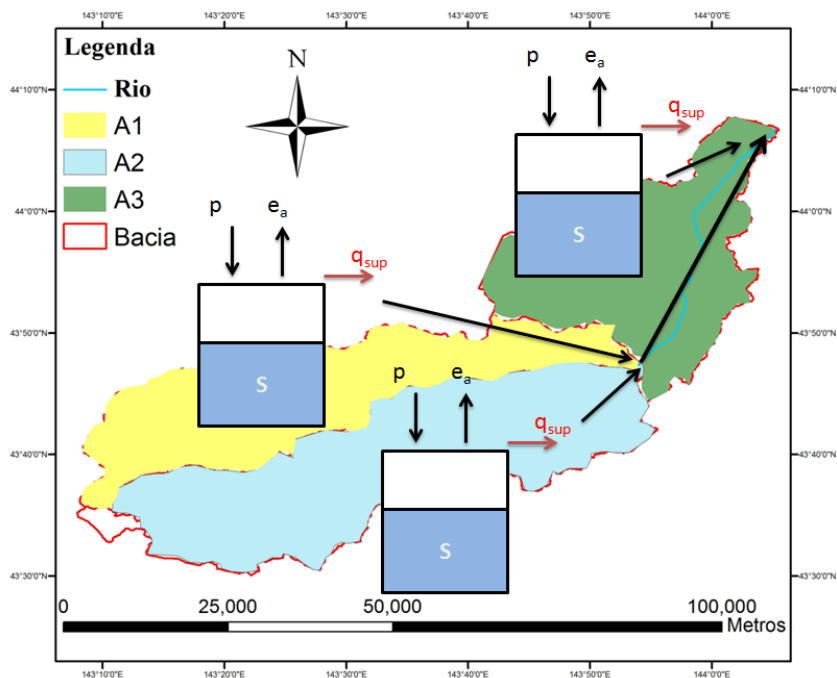 143°10'0"E 143°20'0"E 143°30'0"E 143°40'0"E 143°50'0"E 144°0'0"E
Legenda
Rio
A1
A2
A3
Bacia
N
p ea
qsup
S
p ea
qsup
S
p ea
qsup
S
44°10'0"N 44°10'0"N
44°0'0"N 44°0'0"N
43°50'0"N 43°50'0"N
43°40'0"N 43°40'0"N
43°30'0"N 43°30'0"N
0 25,000 50,000 100,000
Metros
143°10'0"E 143°20'0"E 143°30'0"E 143°40'0"E 143°50'0"E 144°0'0"E